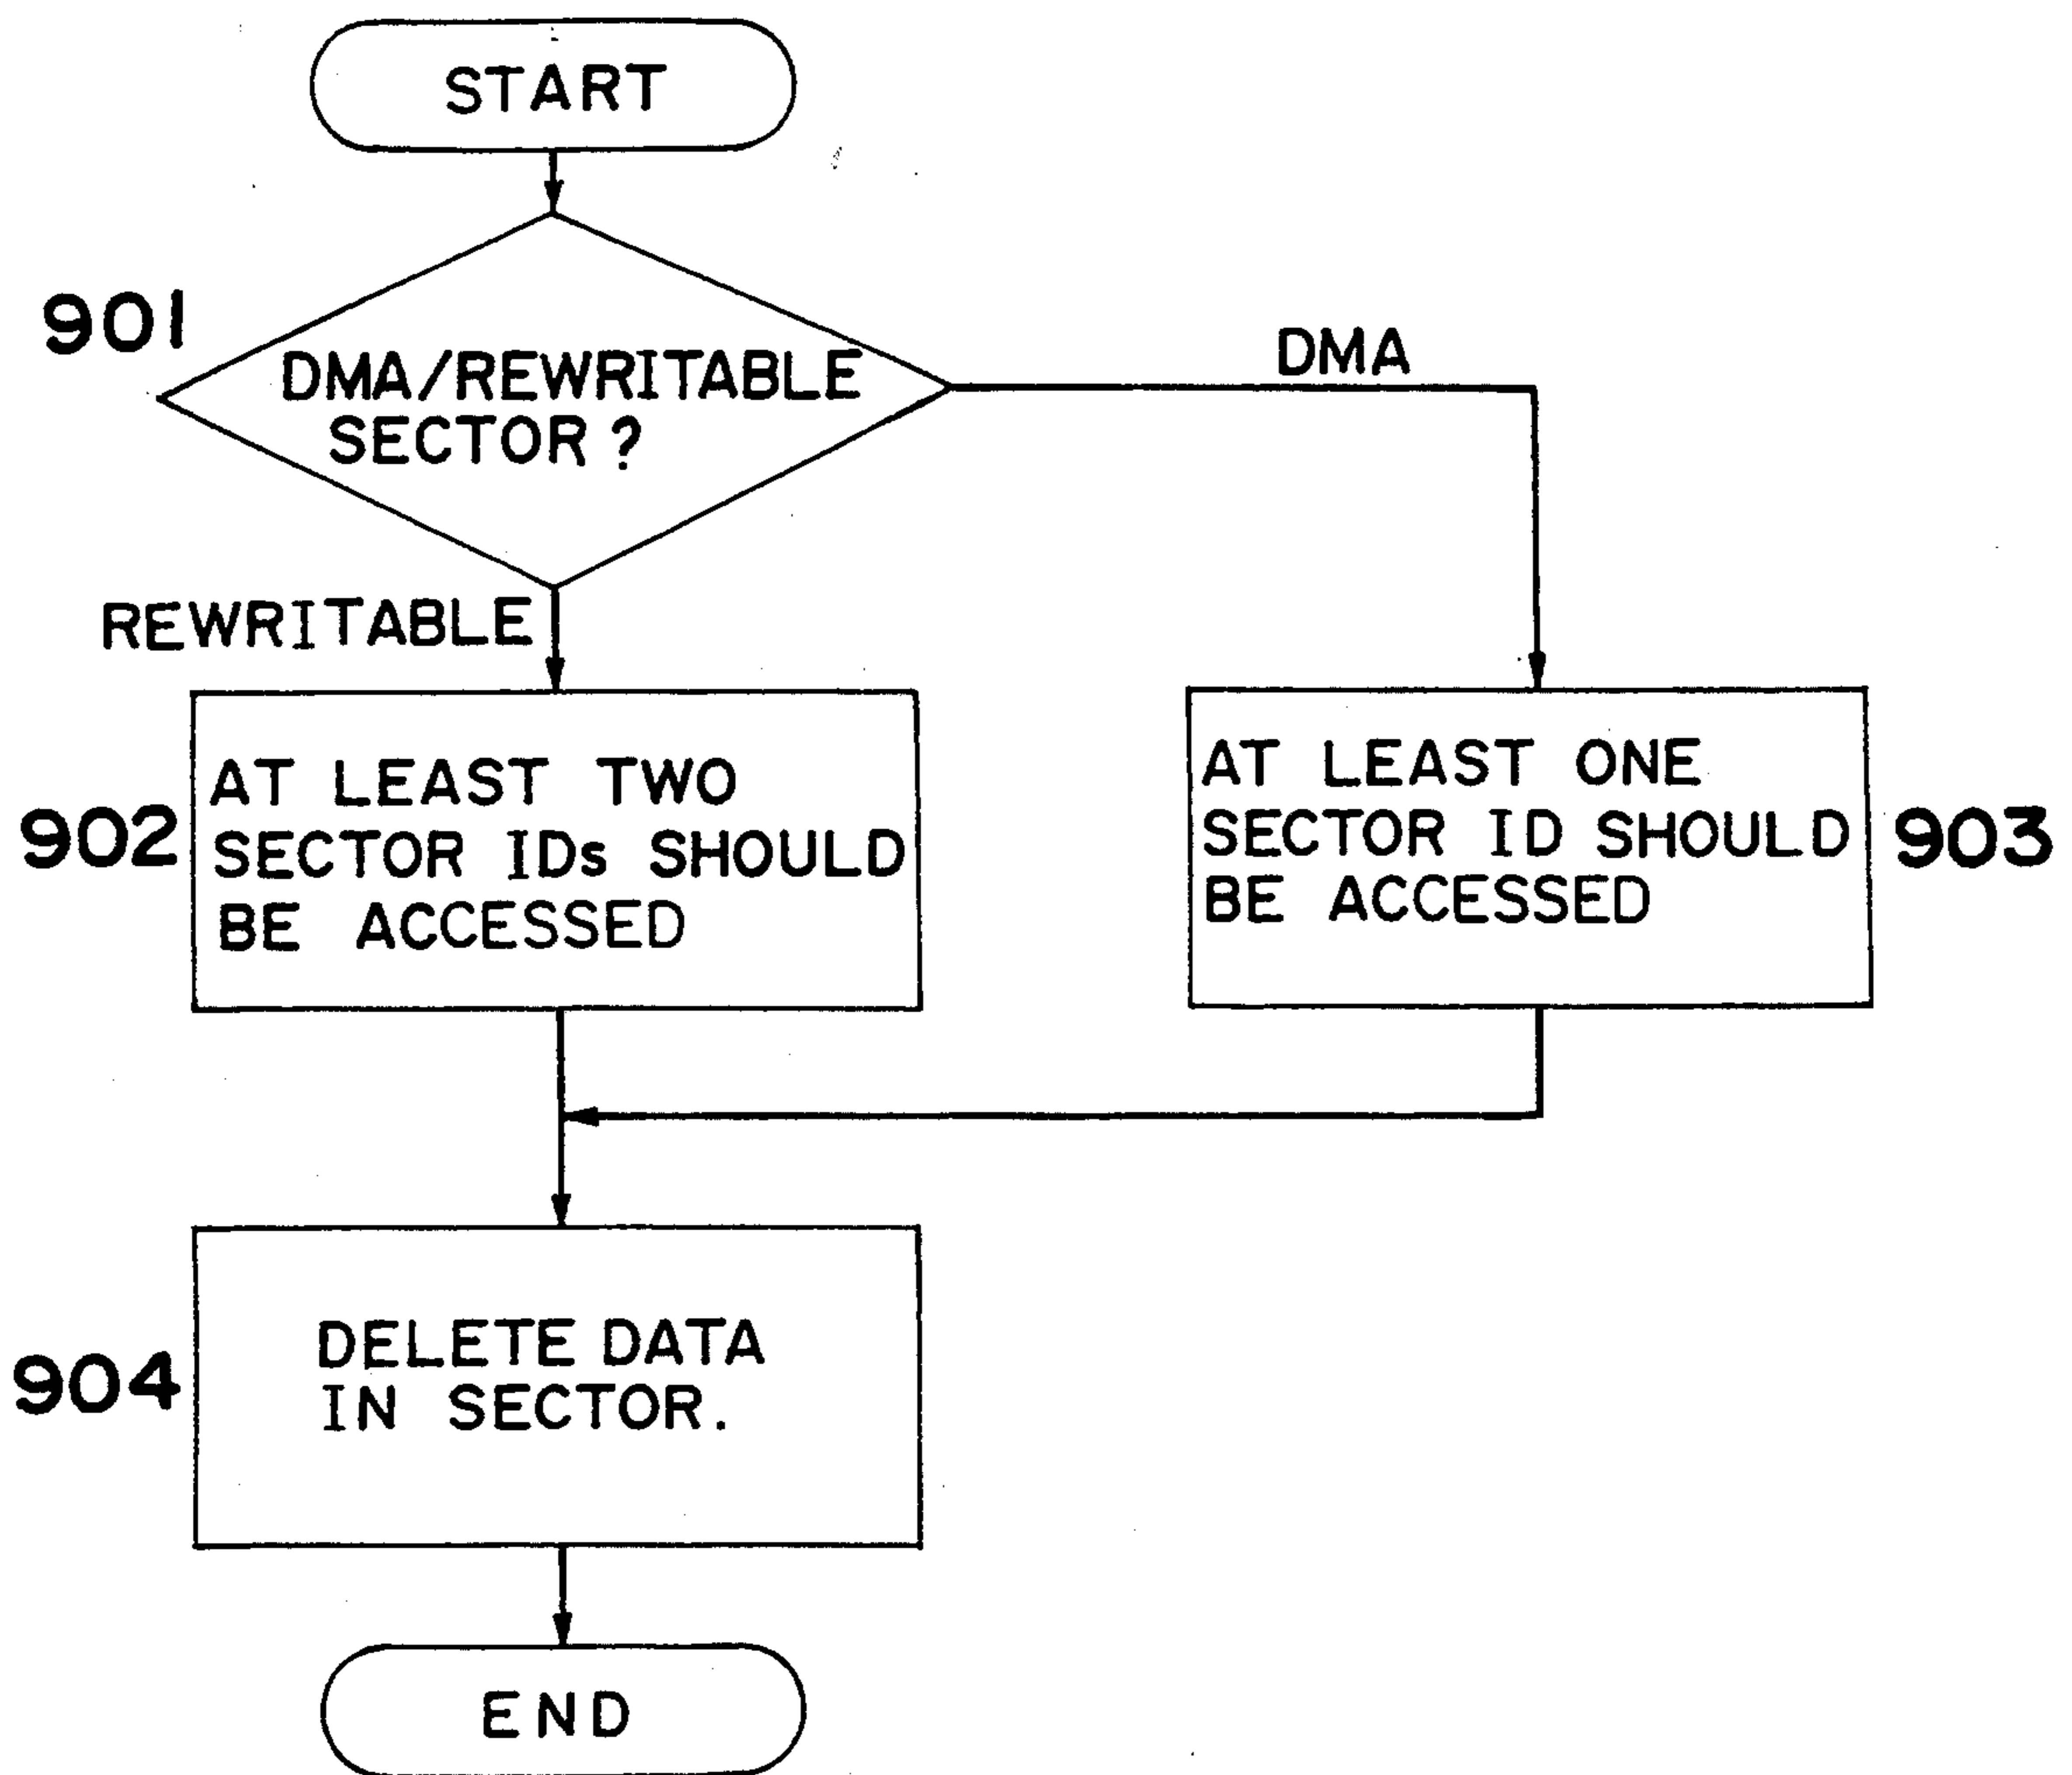 START
901
DMA/REWRITABLE
SECTOR?
DMA
REWRITABLE
902
AT LEAST TWO
SECTOR IDs SHOULD
BE ACCESSED
AT LEAST ONE
SECTOR ID SHOULD
BE ACCESSED
903
904
DELETE DATA
IN SECTOR.
END